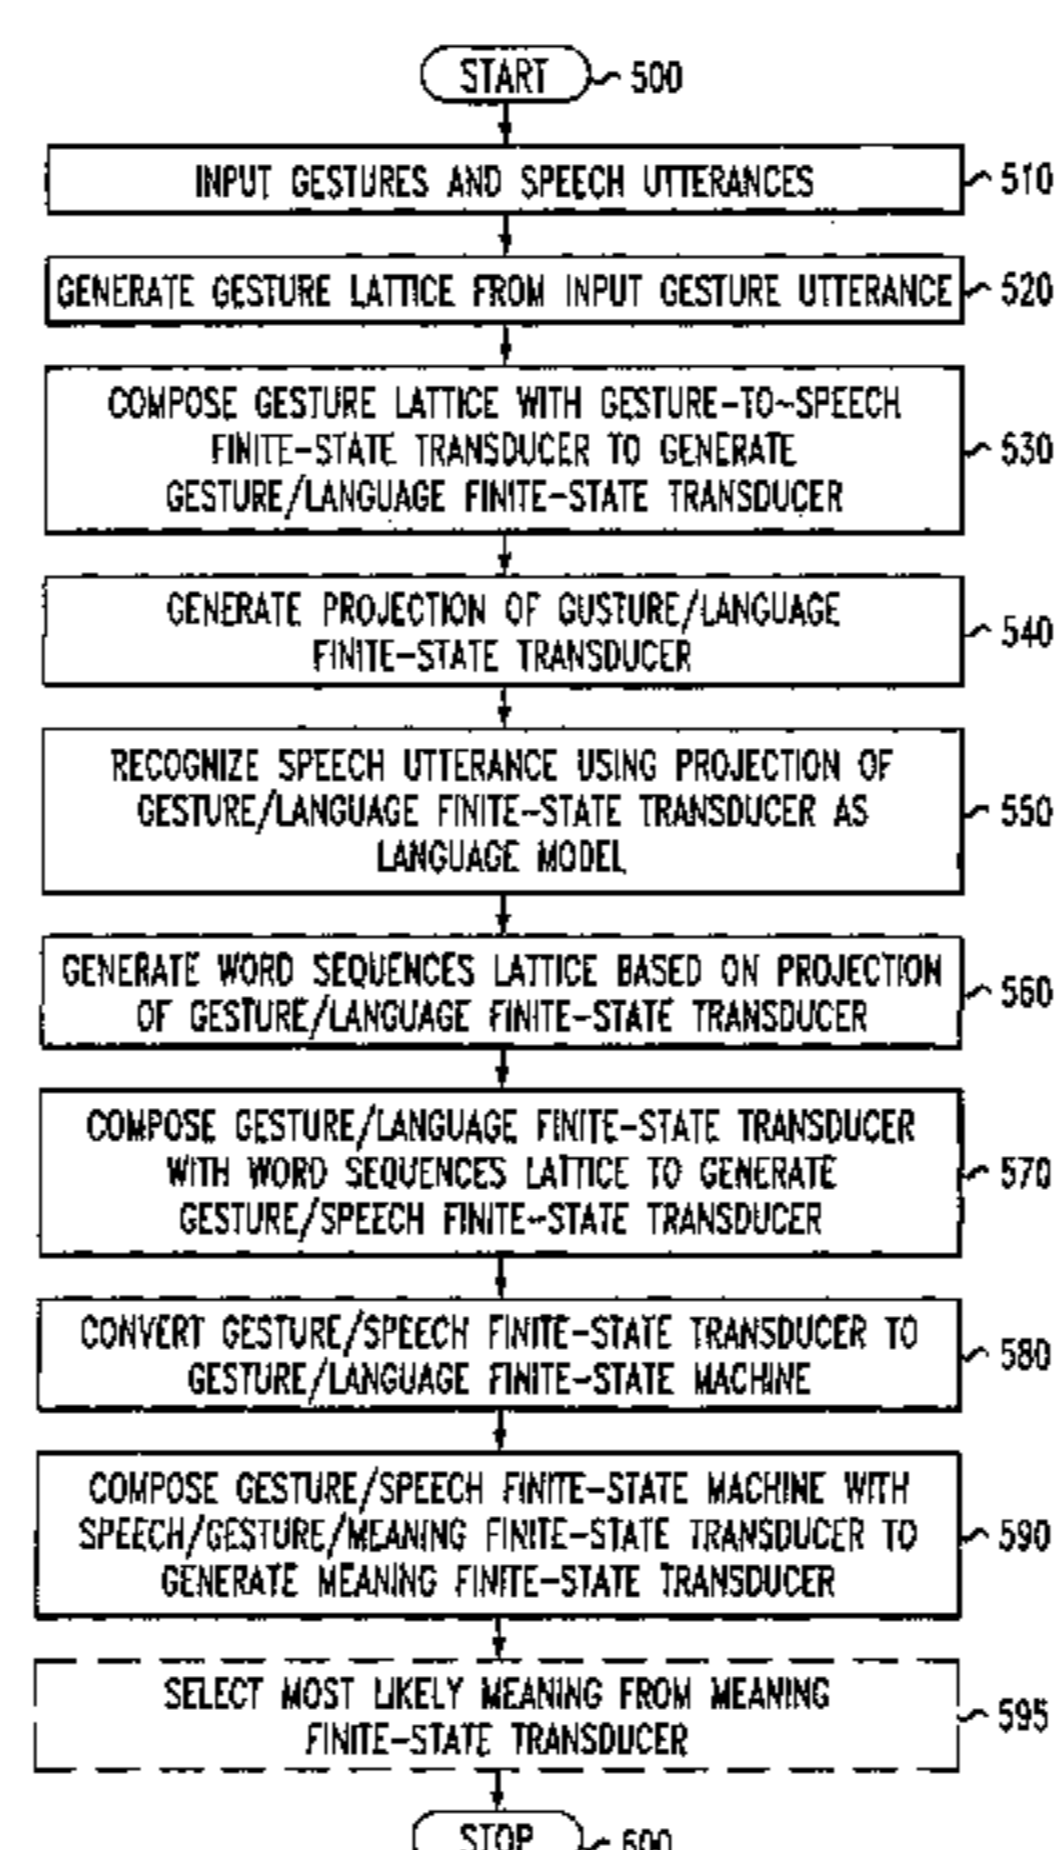 START 500
INPUT GESTURES AND SPEECH UTTERANCES 510
GENERATE GESTURE LATTICE FROM INPUT GESTURE UTTERANCE 520
COMPOSE GESTURE LATTICE WITH GESTURE-TO-SPEECH
FINITE-STATE TRANSDUCER TO GENERATE 530
GESTURE/LANGUAGE FINITE-STATE TRANSDUCER
GENERATE PROJECTION OF GUSTURE/LANGUAGE
FINITE-STATE TRANSDUCER 540
RECOGNIZE SPEECH UTTERANCE USING PROJECTION OF
GESTURE/LANGUAGE FINITE-STATE TRANSDUCER AS 550
LANGUAGE MODEL
GENERATE WORD SEQUENCES LATTICE BASED ON PROJECTION
OF GESTURE/LANGUAGE FINITE-STATE TRANSDUCER 560
COMPOSE GESTURE/LANGUAGE FINITE-STATE TRANSDUCER
WITH WORD SEQUENCES LATTICE TO GENERATE 570
GESTURE/SPEECH FINITE-STATE TRANSDUCER
CONVERT GESTURE/SPEECH FINITE-STATE TRANSDUCER TO
GESTURE/LANGUAGE FINITE-STATE MACHINE 580
COMPOSE GESTURE/SPEECH FINITE-STATE MACHINE WITH
SPEECH/GESTURE/MEANING FINITE-STATE TRANSDUCER TO 590
GENERATE MEANING FINITE-STATE TRANSDUCER
SELECT MOST LIKELY MEANING FROM MEANING
FINITE-STATE TRANSDUCER 595
STOP 600